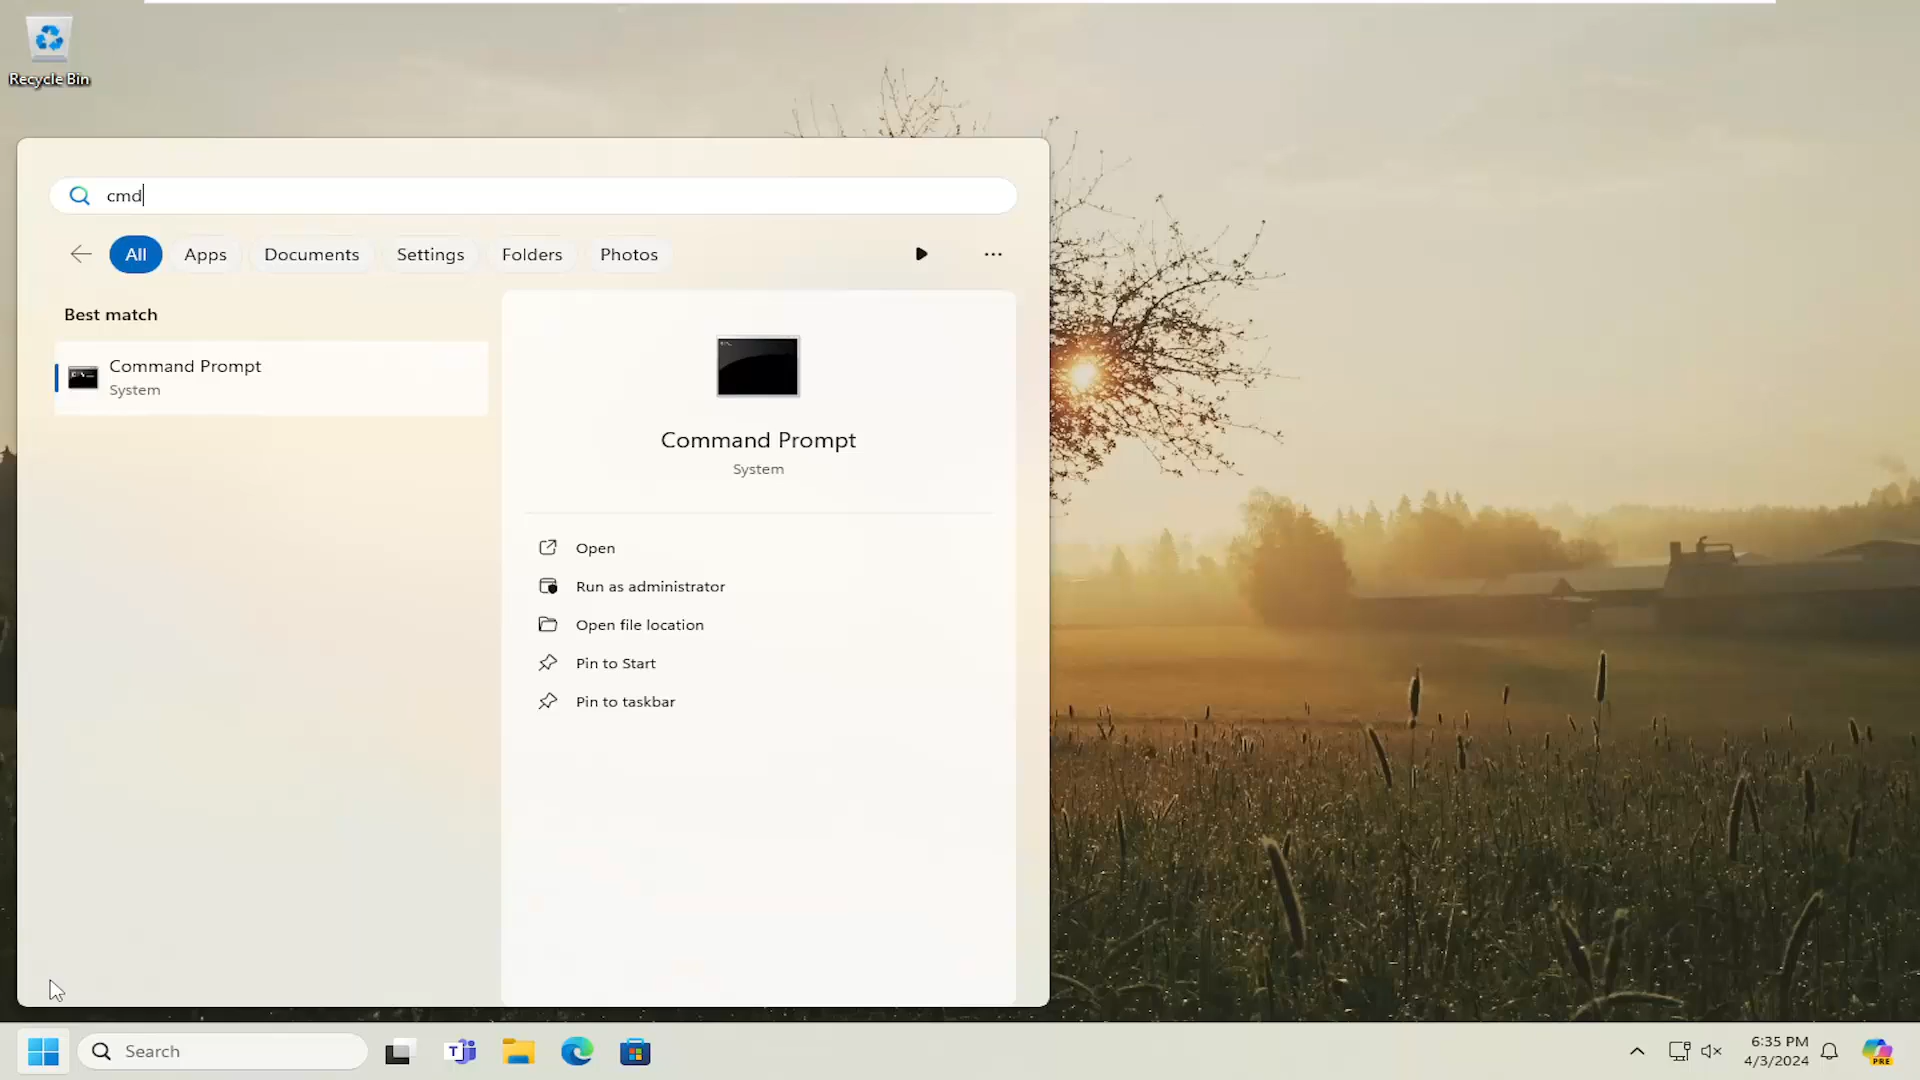 Recycle Bin
cmd
All Apps Documents Settings Folders Photos
Best match
Command Prompt
System
Command Prompt
System
Open
Run as administrator
Open file location
Pin to Start
Pin to taskbar
Search
6:35 PM
4/3/2024
PRE